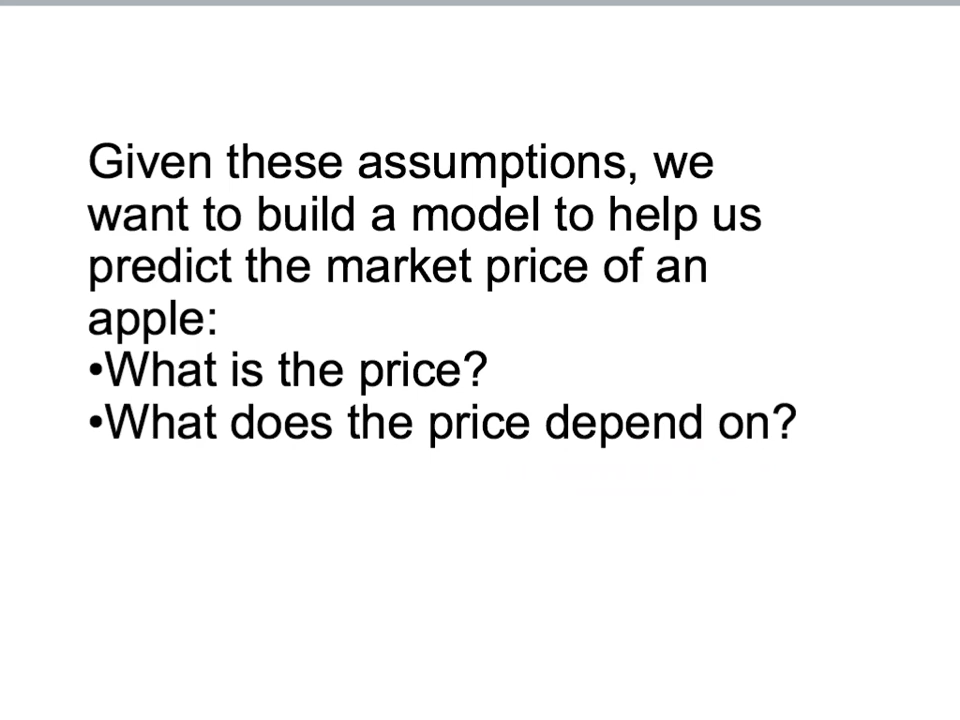 Given these assumptions, we
want to build a model to help us
predict the market price of an
apple:
•What is the price?
•What does the price depend on?